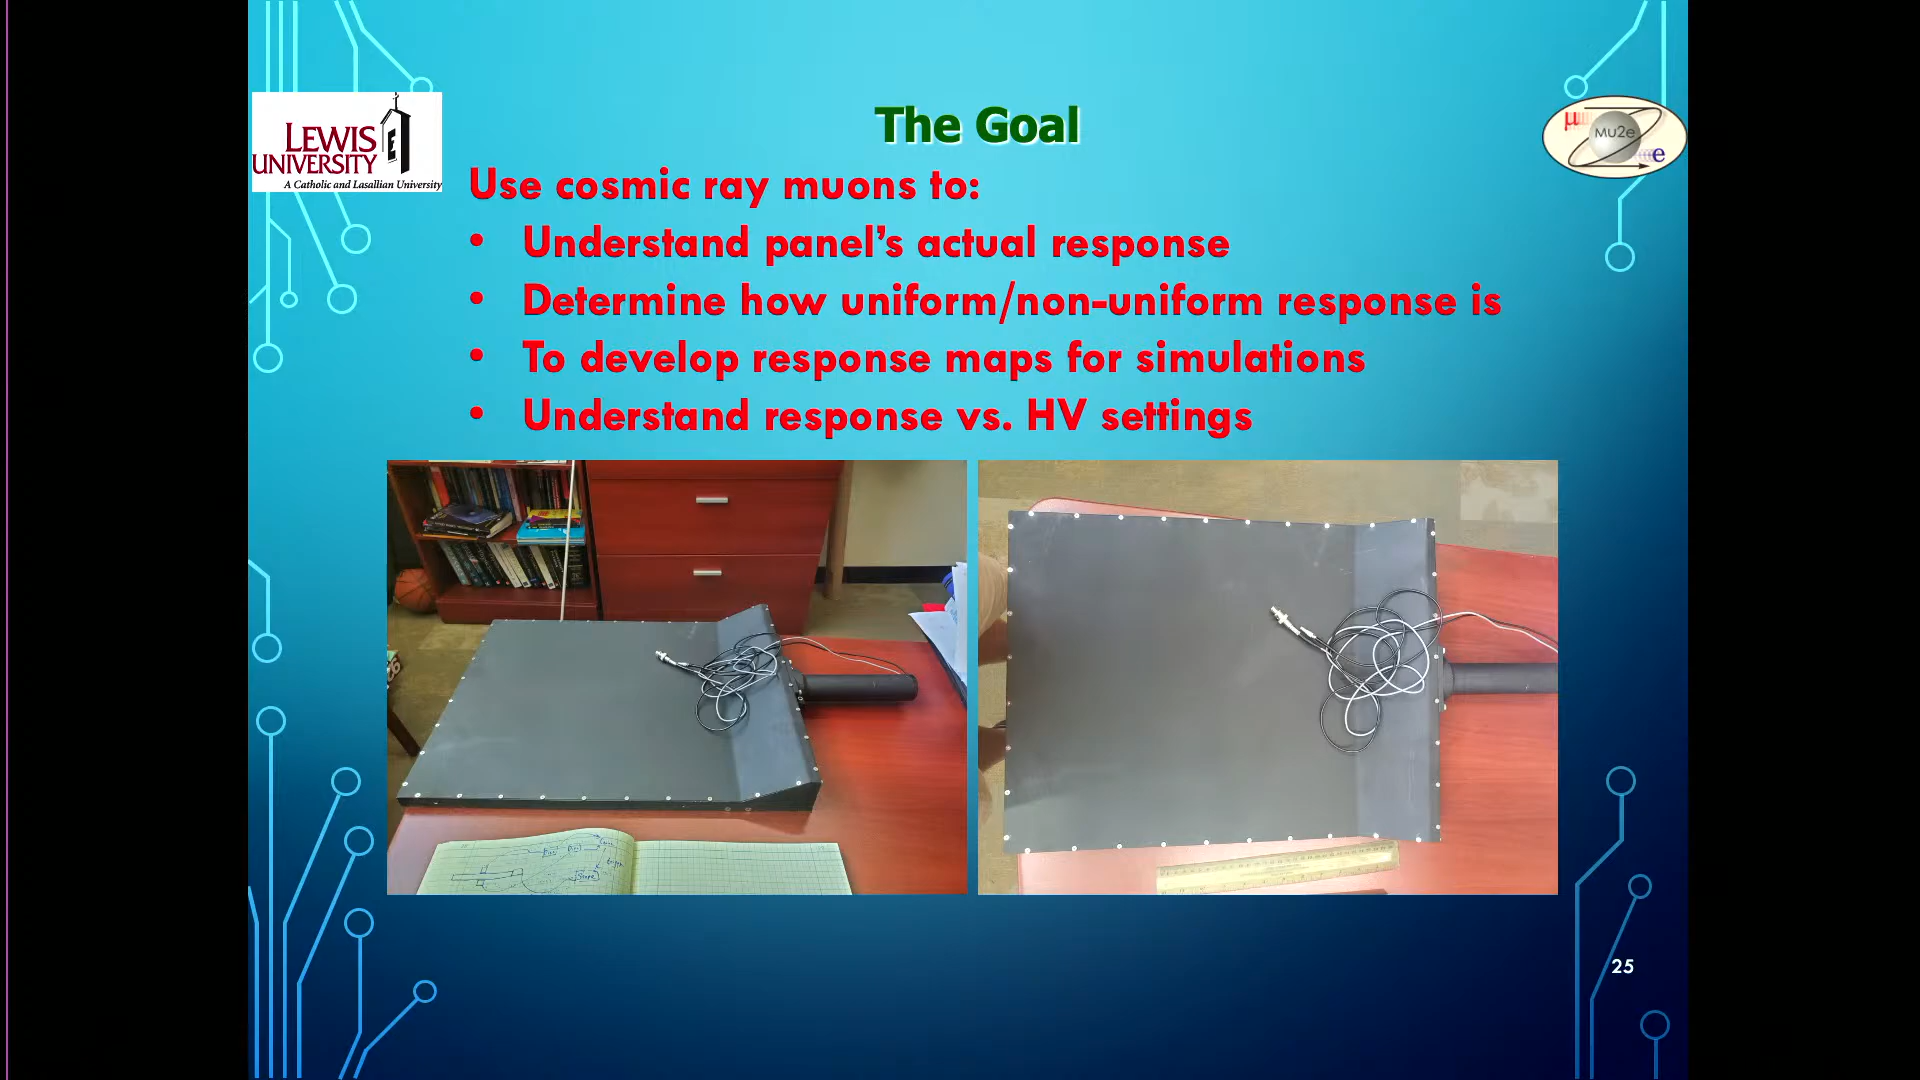 The Goal
LEWIS
UNIVERSITY
A Catholic and Lasallian University
μ
Mu2e
e
Use cosmic ray muons to:
• Understand panel’s actual response
• Determine how uniform/non-uniform response is
• To develop response maps for simulations
• Understand response vs. HV settings
25